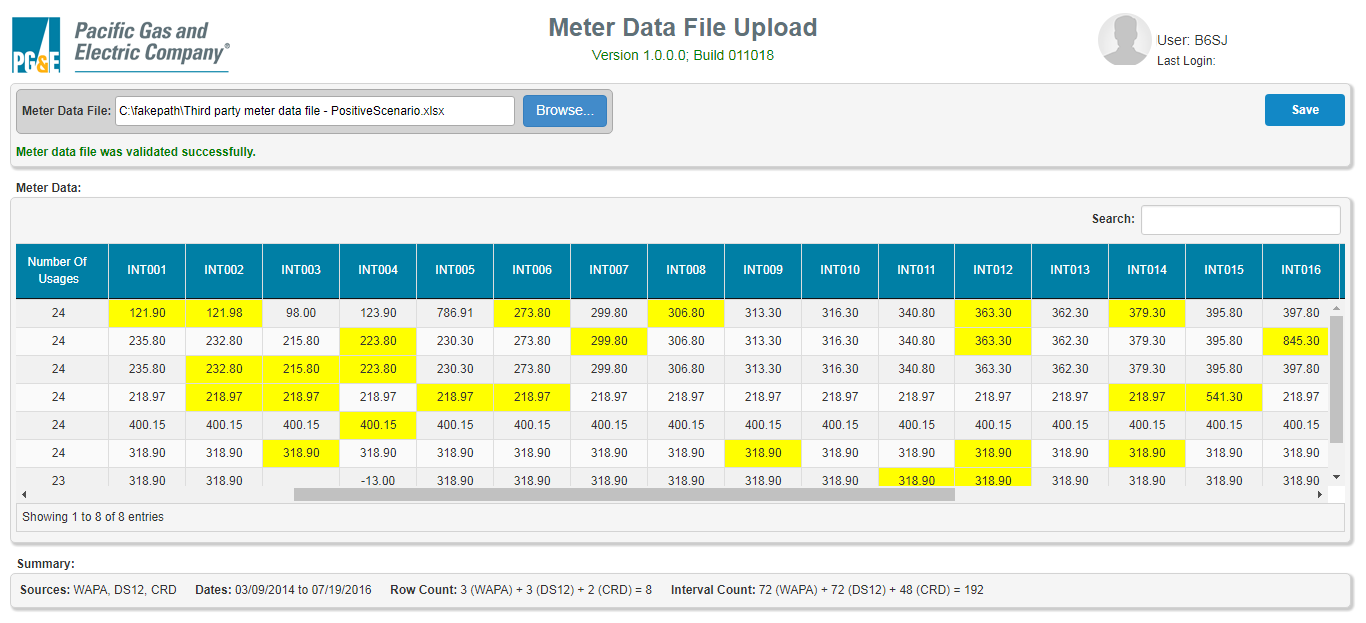 Pacific Gas and
Electric Company®
PG&E
Meter Data File Upload
Version 1.0.0.0; Build 011018
User: B6SJ
Last Login:
Meter Data File: C:\fakepath\Third party meter data file - PositiveScenario.xlsx Browse... Save
Meter data file was validated successfully.
Meter Data:
Search:
Number Of Usages INT001 INT002 INT003 INT004 INT005 INT006 INT007 INT008 INT009 INT010 INT011 INT012 INT013 INT014 INT015 INT016
24 121.90 121.98 98.00 123.90 786.91 273.80 299.80 306.80 313.30 316.30 340.80 363.30 362.30 379.30 395.80 397.80
24 235.80 232.80 215.80 223.80 230.30 273.80 299.80 306.80 313.30 316.30 340.80 363.30 362.30 379.30 395.80 845.30
24 235.80 232.80 215.80 223.80 230.30 273.80 299.80 306.80 313.30 316.30 340.80 363.30 362.30 379.30 395.80 397.80
24 218.97 218.97 218.97 218.97 218.97 218.97 218.97 218.97 218.97 218.97 218.97 218.97 218.97 218.97 541.30 218.97
24 400.15 400.15 400.15 400.15 400.15 400.15 400.15 400.15 400.15 400.15 400.15 400.15 400.15 400.15 400.15 400.15
24 318.90 318.90 318.90 318.90 318.90 318.90 318.90 318.90 318.90 318.90 318.90 318.90 318.90 318.90 318.90 318.90
23 318.90 318.90 -13.00 318.90 318.90 318.90 318.90 318.90 318.90 318.90 318.90 318.90 318.90 318.90 318.90
Showing 1 to 8 of 8 entries
Summary:
Sources: WAPA, DS12, CRD Dates: 03/09/2014 to 07/19/2016 Row Count: 3 (WAPA) + 3 (DS12) + 2 (CRD) = 8 Interval Count: 72 (WAPA) + 72 (DS12) + 48 (CRD) = 192